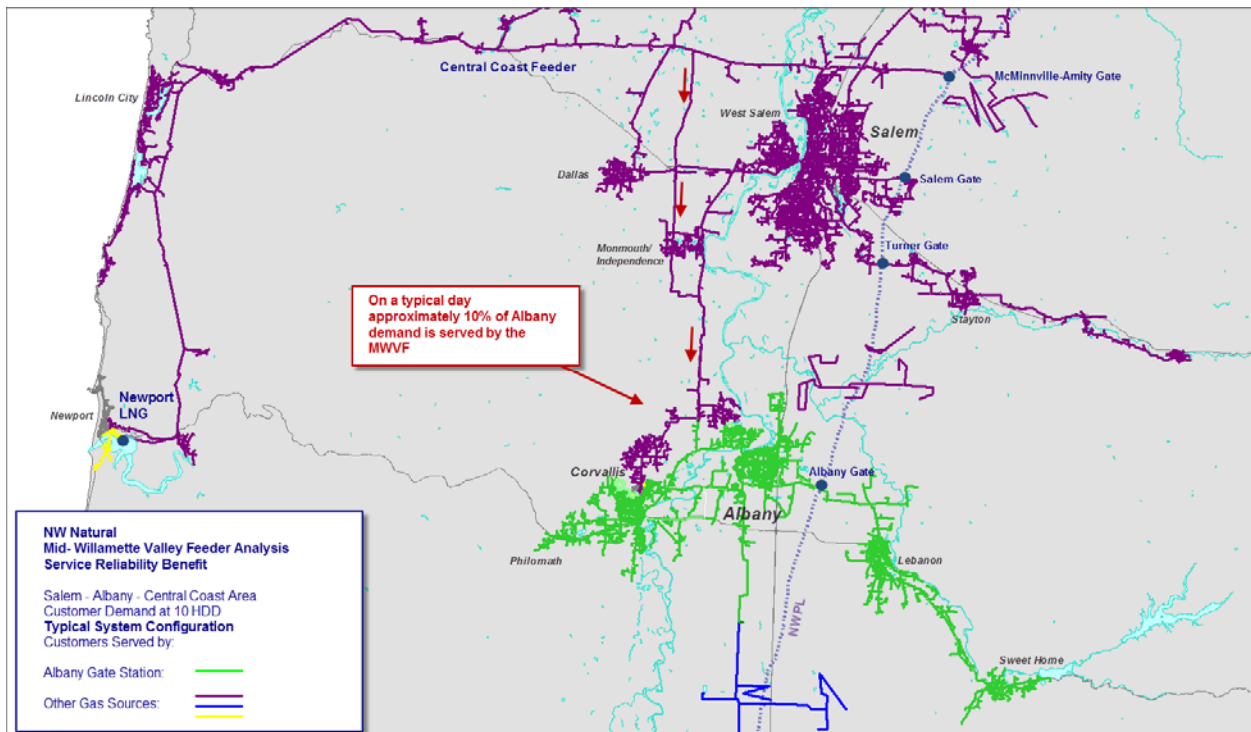 Central Coast Feeder
McMinnville-Amity Gate
Lincoln City
West Salem
Salem
Dallas
Salem Gate
Monmouth/
Independence
Turner Gate
Stayton
On a typical day
approximately 10% of Albany
demand is served by the
MWVF
Newport
LNG
Newport
Corvallis
Albany Gate
Albany
Philomath
Lebanon
NWPL
Sweet Home
NW Natural
Mid- Willamette Valley Feeder Analysis
Service Reliability Benefit
Salem - Albany - Central Coast Area
Customer Demand at 10 HDD
Typical System Configuration
Customers Served by:
Albany Gate Station:
Other Gas Sources: